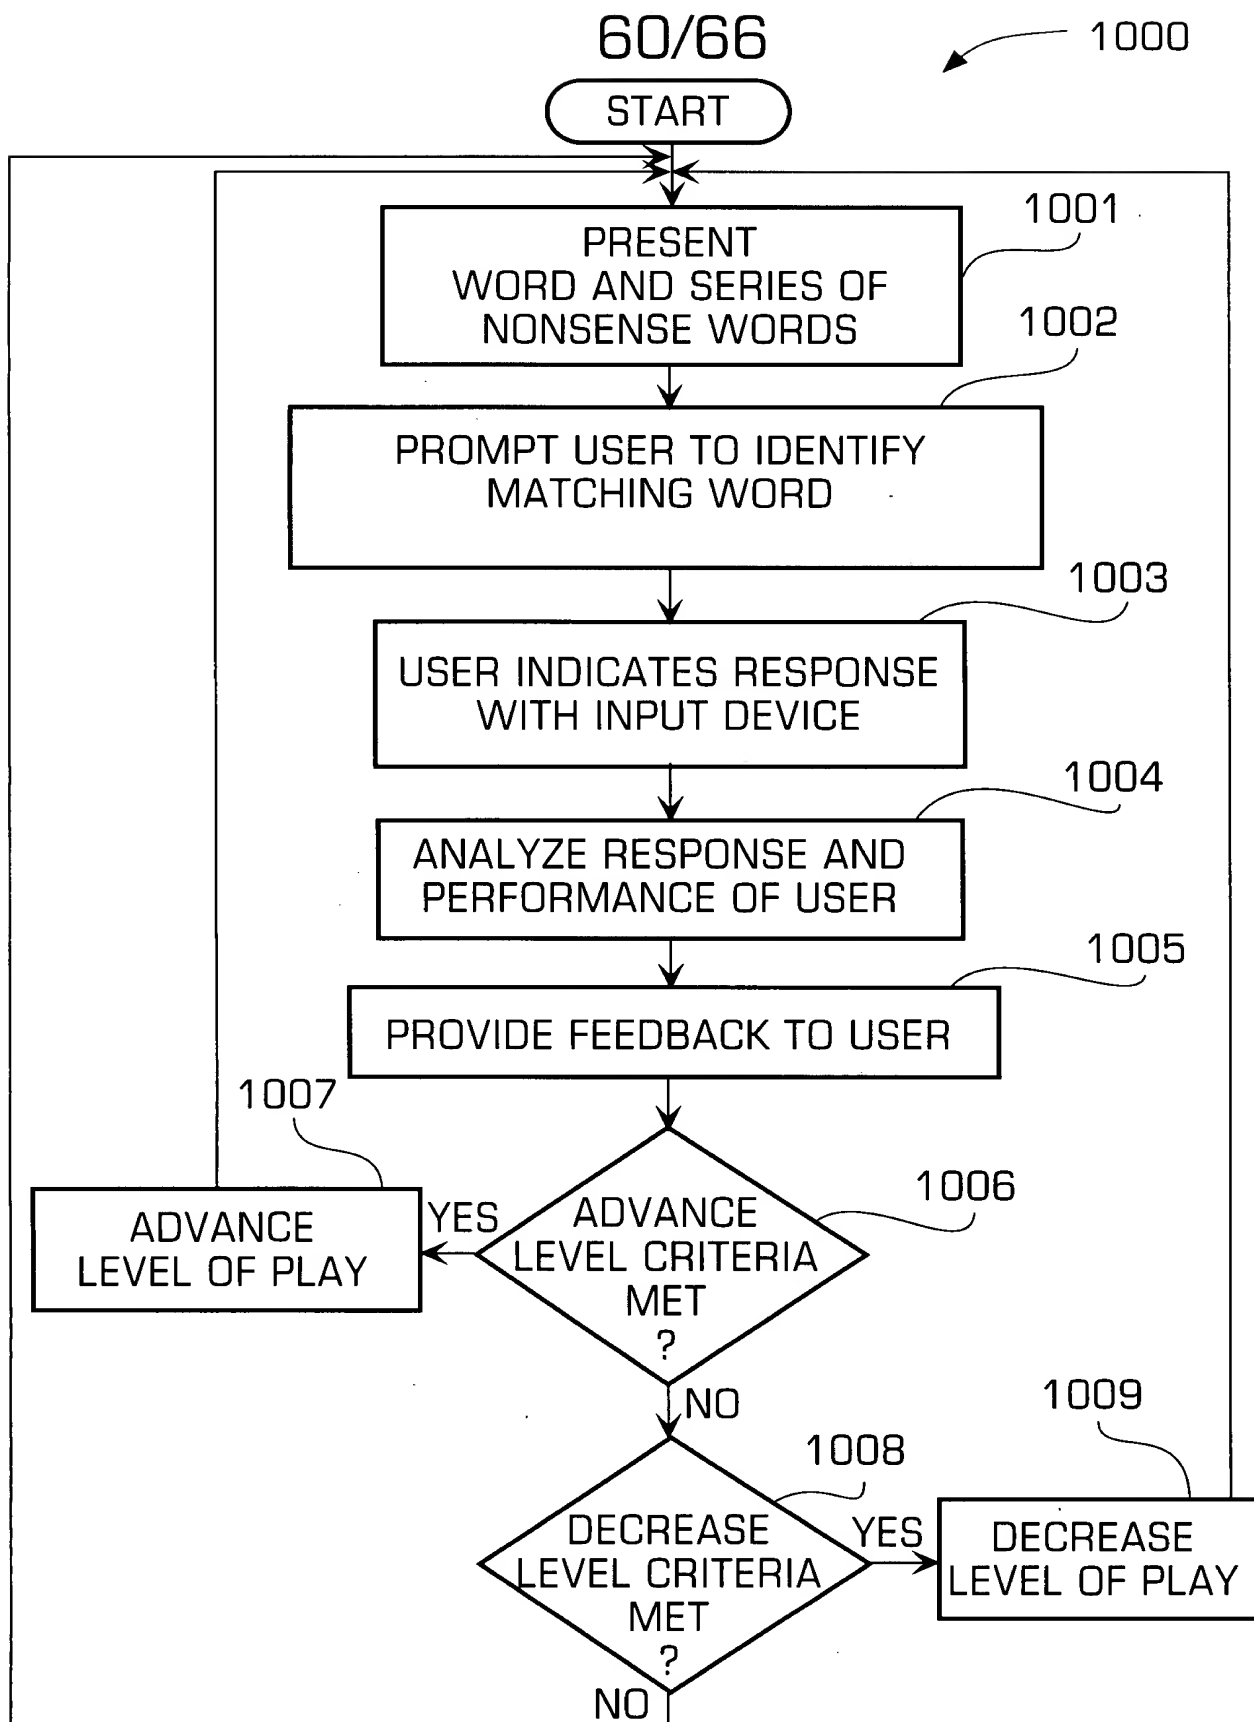 60/66
1000
START
1001
PRESENT
WORD AND SERIES OF
NONSENSE WORDS
1002
PROMPT USER TO IDENTIFY
MATCHING WORD
1003
USER INDICATES RESPONSE
WITH INPUT DEVICE
1004
ANALYZE RESPONSE AND
PERFORMANCE OF USER
1005
PROVIDE FEEDBACK TO USER
1007
ADVANCE
LEVEL OF PLAY
YES
1006
ADVANCE
LEVEL CRITERIA
MET
?
NO
1008
DECREASE
LEVEL CRITERIA
MET
?
YES
1009
DECREASE
LEVEL OF PLAY
NO